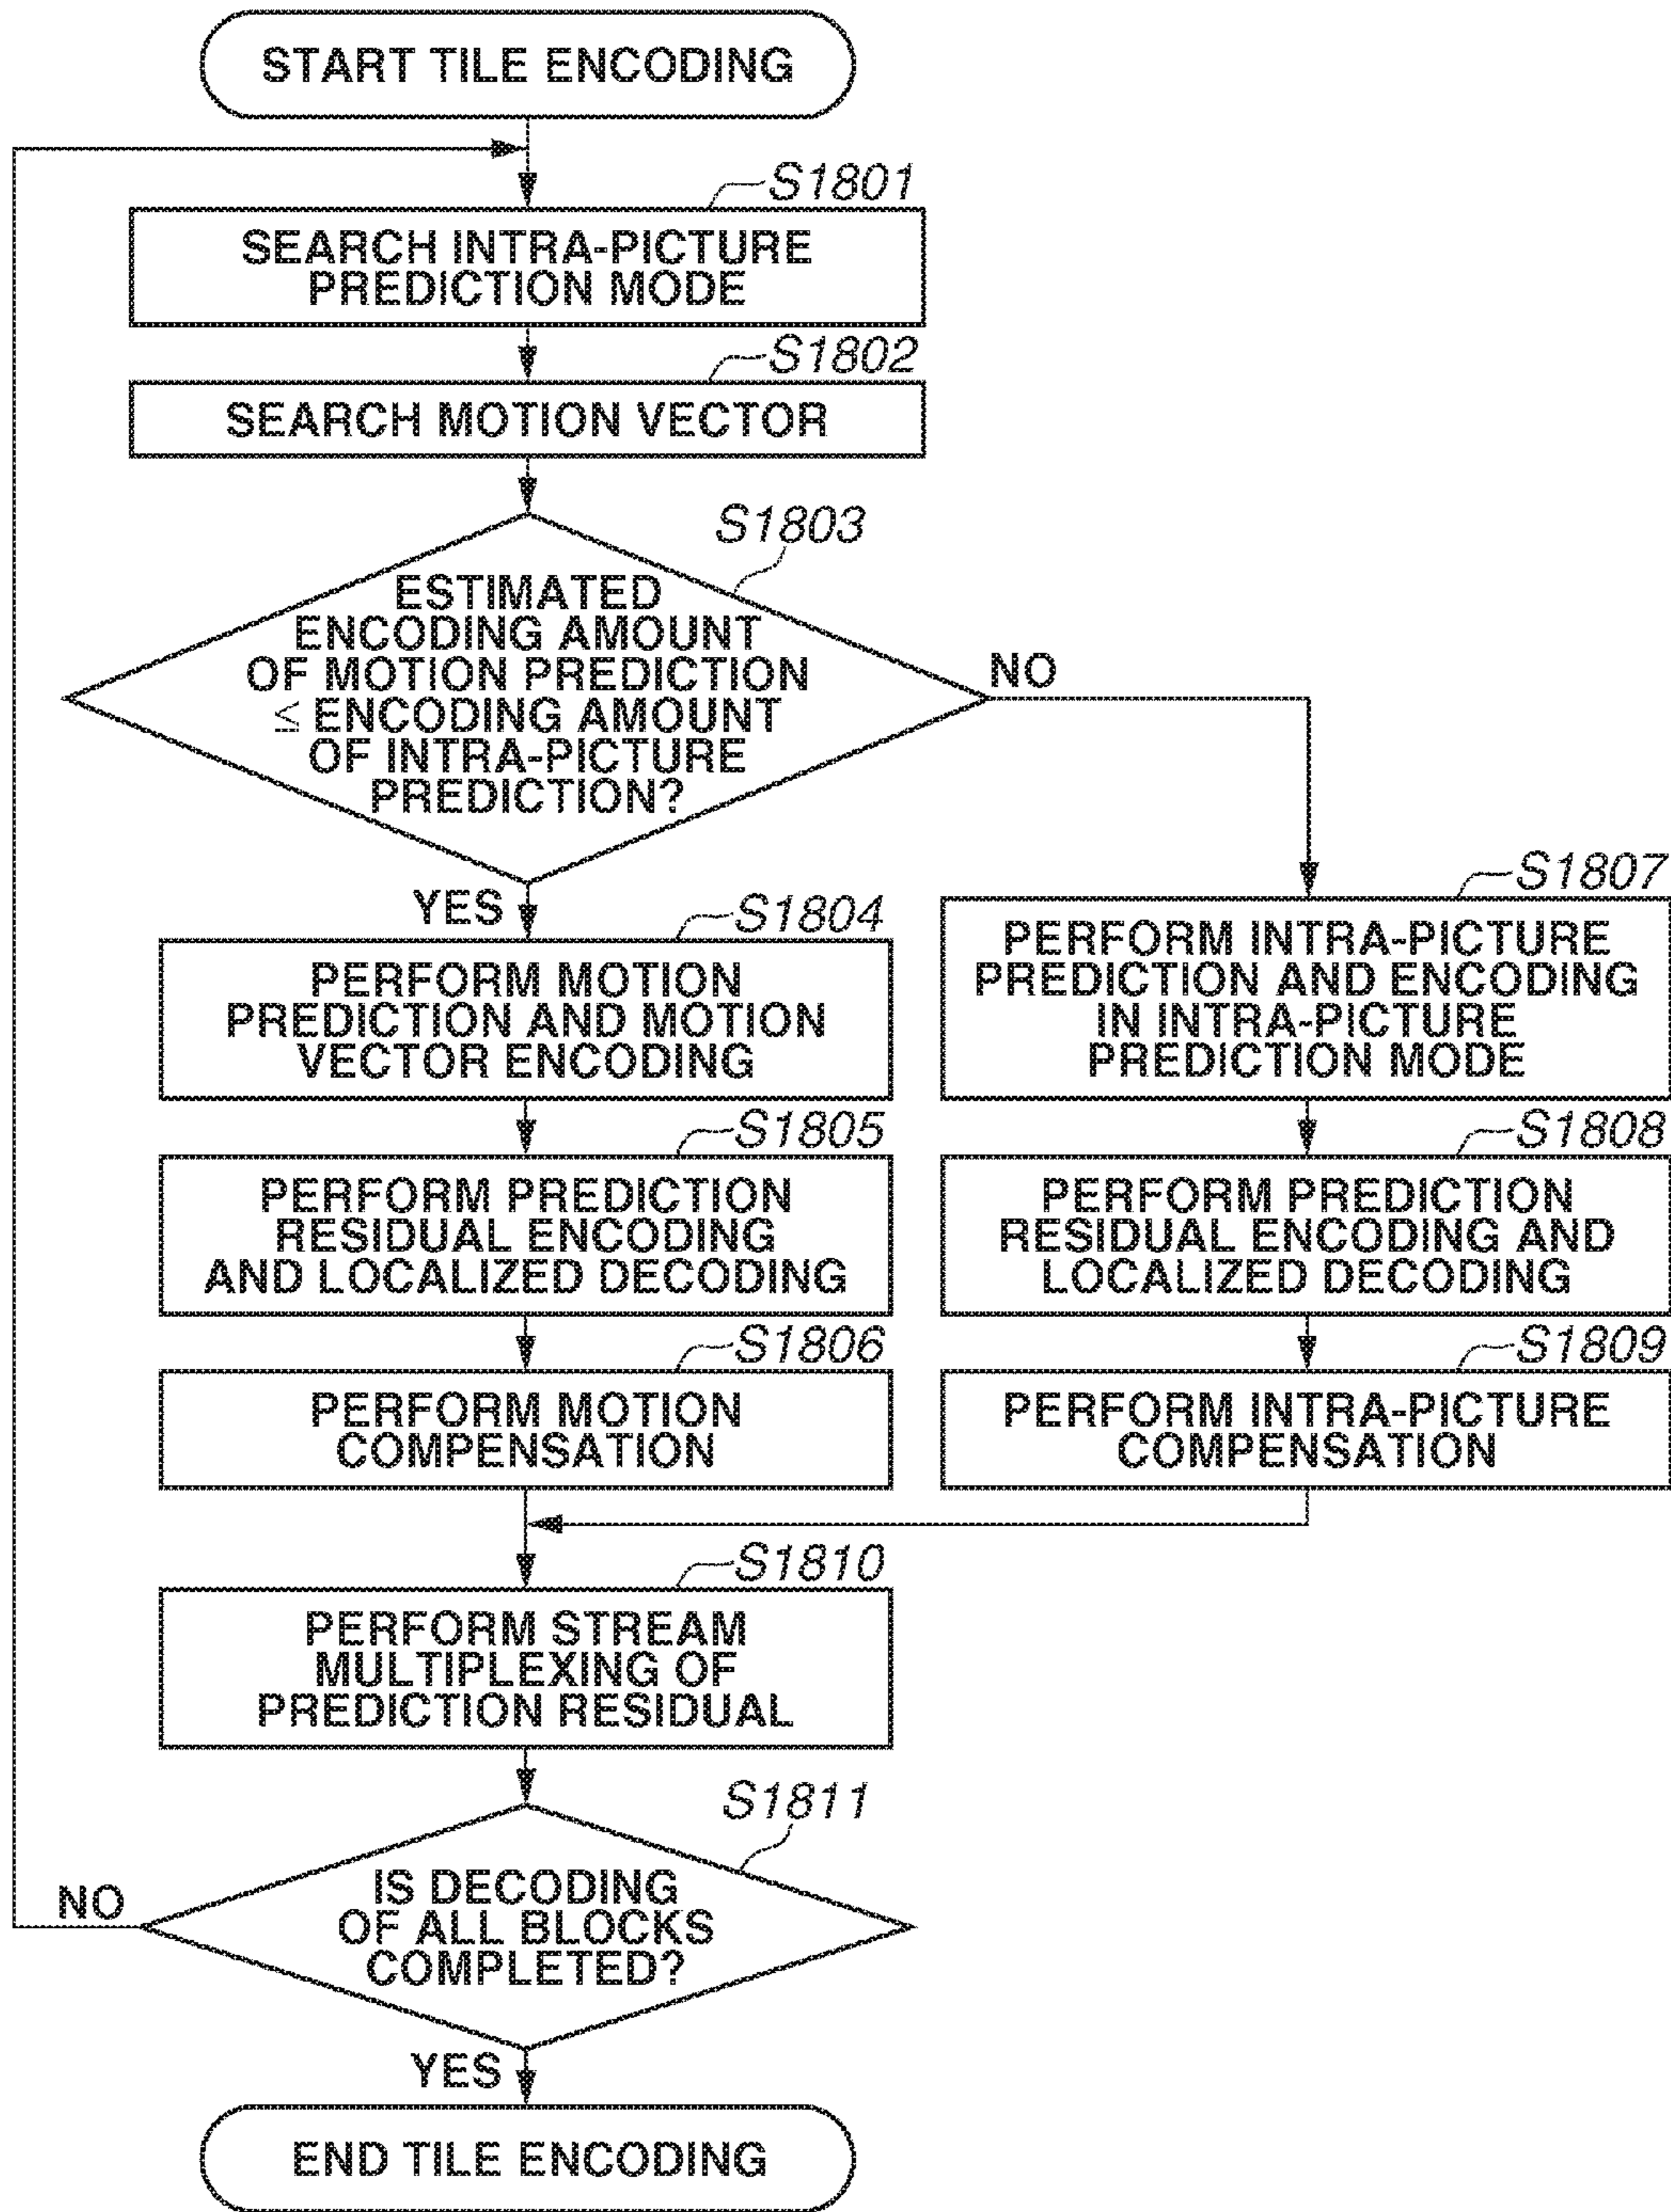 START TILE ENCODING
S1801
SEARCH INTRA-PICTURE
PREDICTION MODE
S1802
SEARCH MOTION VECTOR
S1803
ESTIMATED
ENCODING AMOUNT
OF MOTION PREDICTION
≤ ENCODING AMOUNT
OF INTRA-PICTURE
PREDICTION?
NO
YES
S1804
PERFORM MOTION
PREDICTION AND MOTION
VECTOR ENCODING
S1805
PERFORM PREDICTION
RESIDUAL ENCODING
AND LOCALIZED DECODING
S1806
PERFORM MOTION
COMPENSATION
S1807
PERFORM INTRA-PICTURE
PREDICTION AND ENCODING
IN INTRA-PICTURE
PREDICTION MODE
S1808
PERFORM PREDICTION
RESIDUAL ENCODING AND
LOCALIZED DECODING
S1809
PERFORM INTRA-PICTURE
COMPENSATION
S1810
PERFORM STREAM
MULTIPLEXING OF
PREDICTION RESIDUAL
S1811
IS DECODING
OF ALL BLOCKS
COMPLETED?
NO
YES
END TILE ENCODING